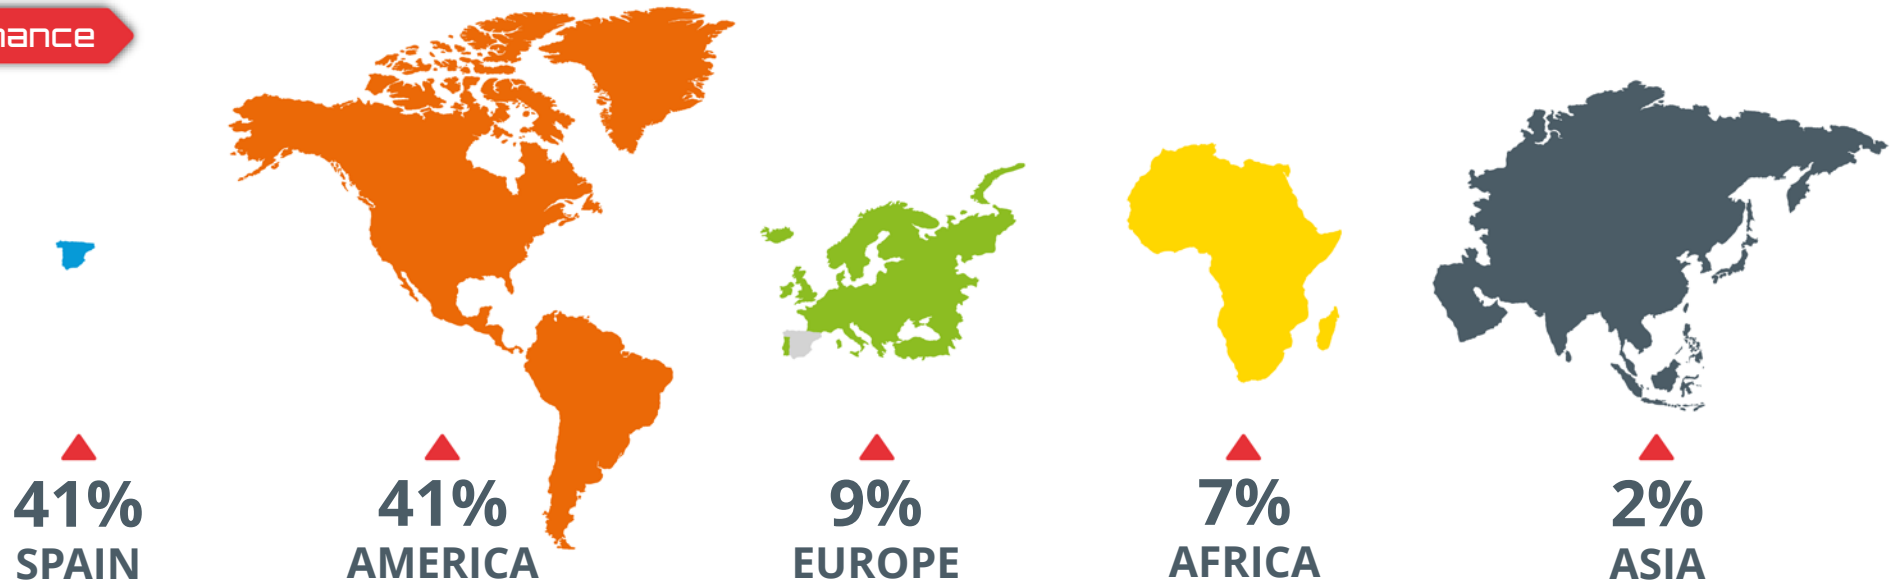 41%
SPAIN
41%
AMERICA
9%
EUROPE
7%
AFRICA
2%
ASIA